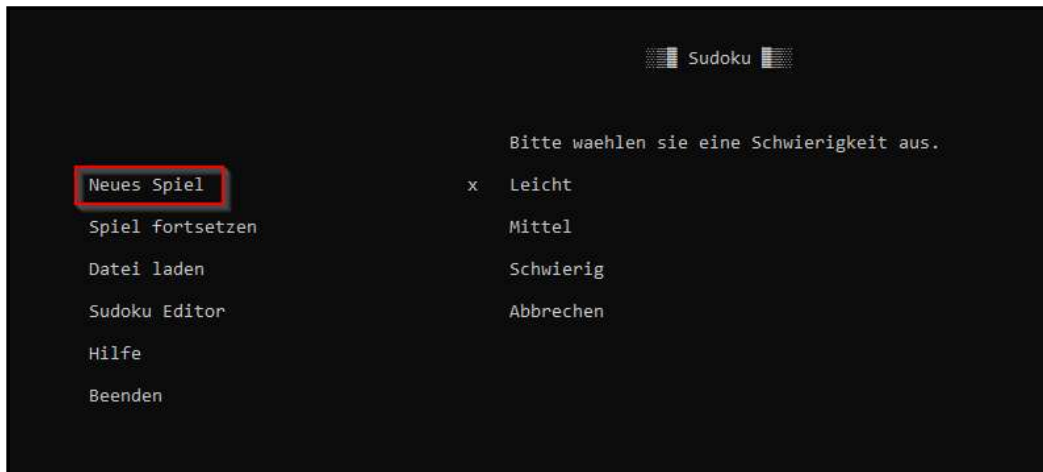 Sudoku
Bitte waehlen sie eine Schwierigkeit aus.
Neues Spiel
Spiel fortsetzen
Datei laden
Sudoku Editor
Hilfe
Beenden
x Leicht
Mittel
Schwierig
Abbrechen